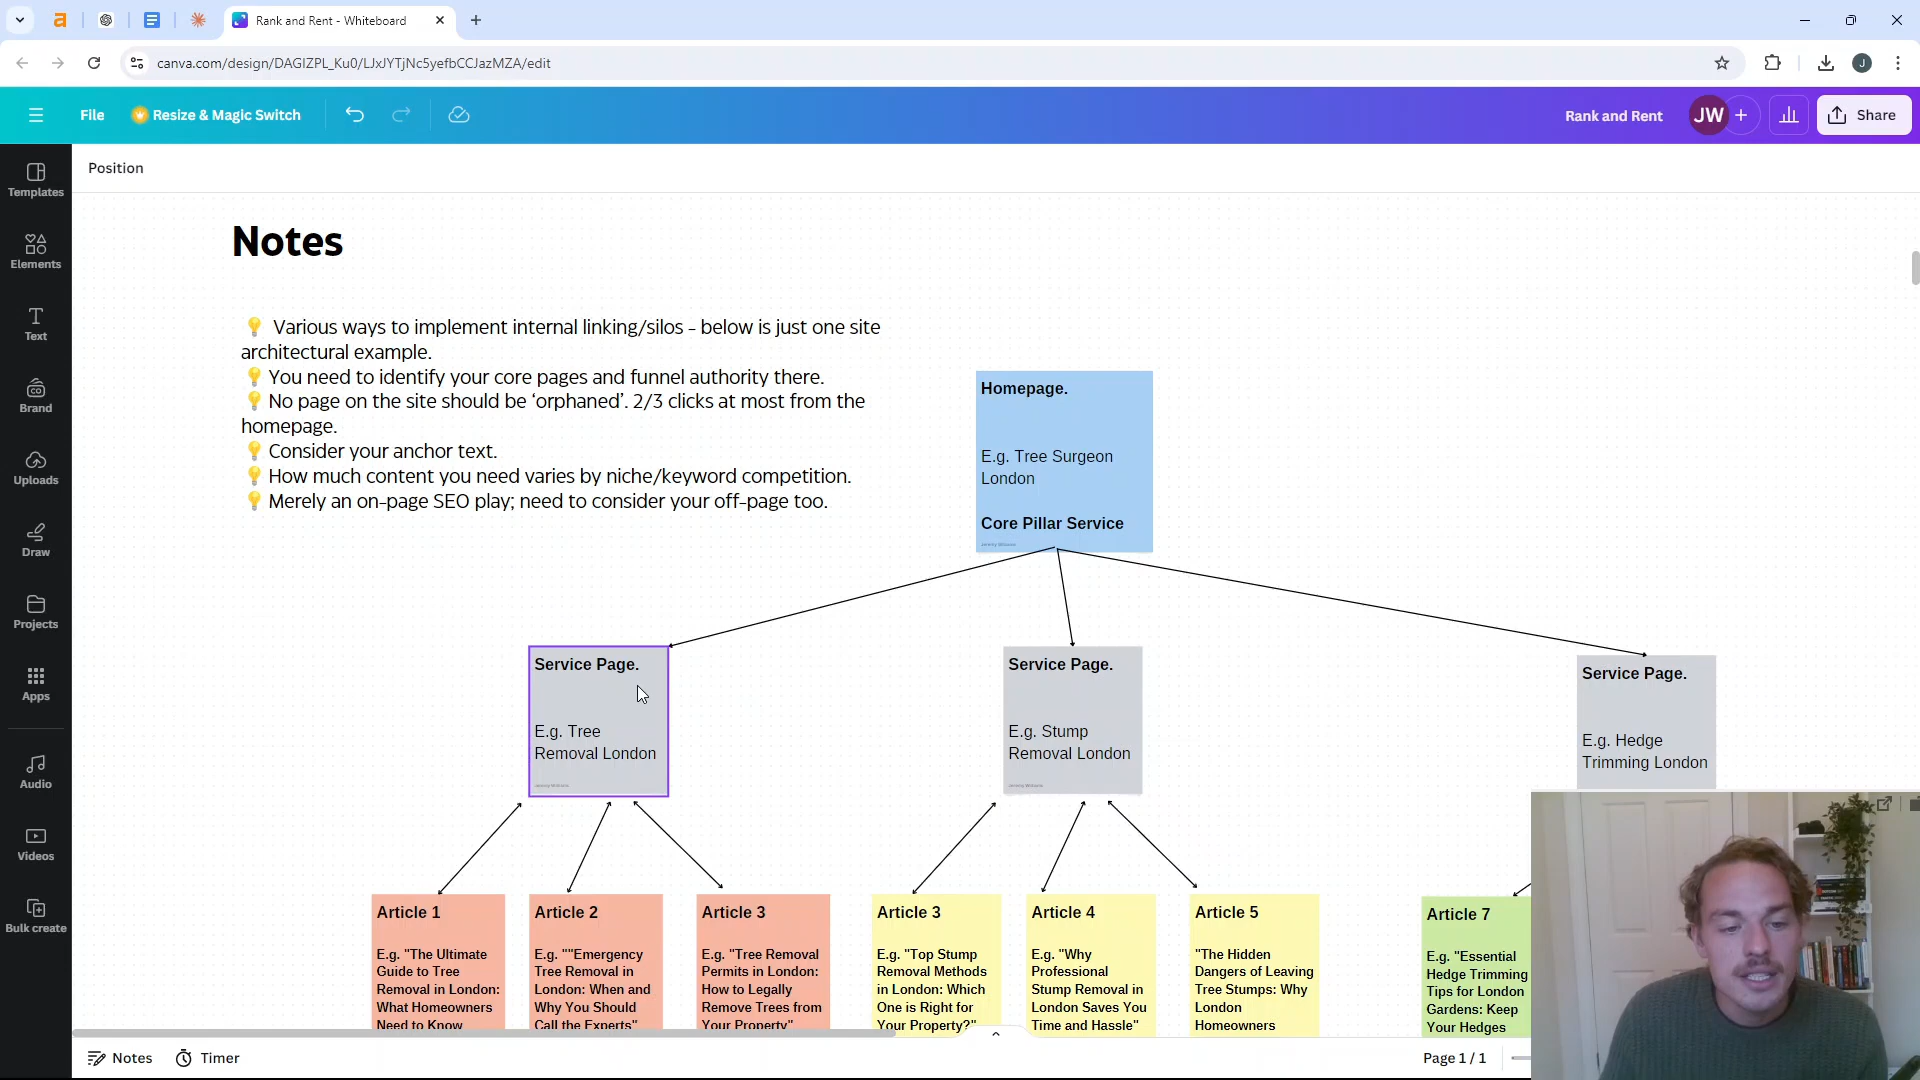 Rank and Rent - Whiteboard
canva.com/design/DAGIZPL_Ku0/LJxJYTjNc5yefbCCJazMZA/edit
J
File
Resize & Magic Switch
Rank and Rent
JW
Share
Templates
Elements
Text
Brand
Uploads
Draw
Projects
Apps
Audio
Videos
Bulk create
Position
Notes
💡 Various ways to implement internal linking/silos - below is just one site
architectural example.
💡 You need to identify your core pages and funnel authority there.
💡 No page on the site should be ‘orphaned’. 2/3 clicks at most from the
homepage.
💡 Consider your anchor text.
💡 How much content you need varies by niche/keyword competition.
💡 Merely an on-page SEO play; need to consider your off-page too.
Homepage.
E.g. Tree Surgeon
London
Core Pillar Service
Service Page.
E.g. Tree
Removal London
Service Page.
E.g. Stump
Removal London
Service Page.
E.g. Hedge
Trimming London
Article 1
E.g. "The Ultimate
Guide to Tree
Removal in London:
What Homeowners
Need to Know
Article 2
E.g. ""Emergency
Tree Removal in
London: When and
Why You Should
Call the Experts"
Article 3
E.g. "Tree Removal
Permits in London:
How to Legally
Remove Trees from
Your Property"
Article 3
E.g. "Top Stump
Removal Methods
in London: Which
One is Right for
Your Property?"
Article 4
E.g. "Why
Professional
Stump Removal in
London Saves You
Time and Hassle"
Article 5
"The Hidden
Dangers of Leaving
Tree Stumps: Why
London
Homeowners
Article 7
E.g. "Essential
Hedge Trimming
Tips for London
Gardens: Keep
Your Hedges
Notes
Timer
Page 1 / 1